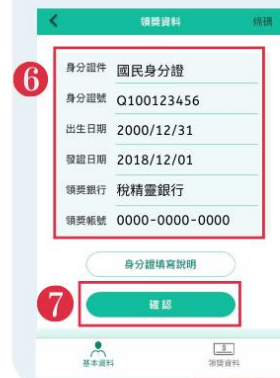 領獎資料 條碼
6
身分證件 國民身分證
身分證號 Q100123456
出生日期 2000/12/31
發證日期 2018/12/01
領獎銀行 稅精靈銀行
領獎帳號 0000-0000-0000
身分證填寫說明
7
確認
基本資料 領獎資料